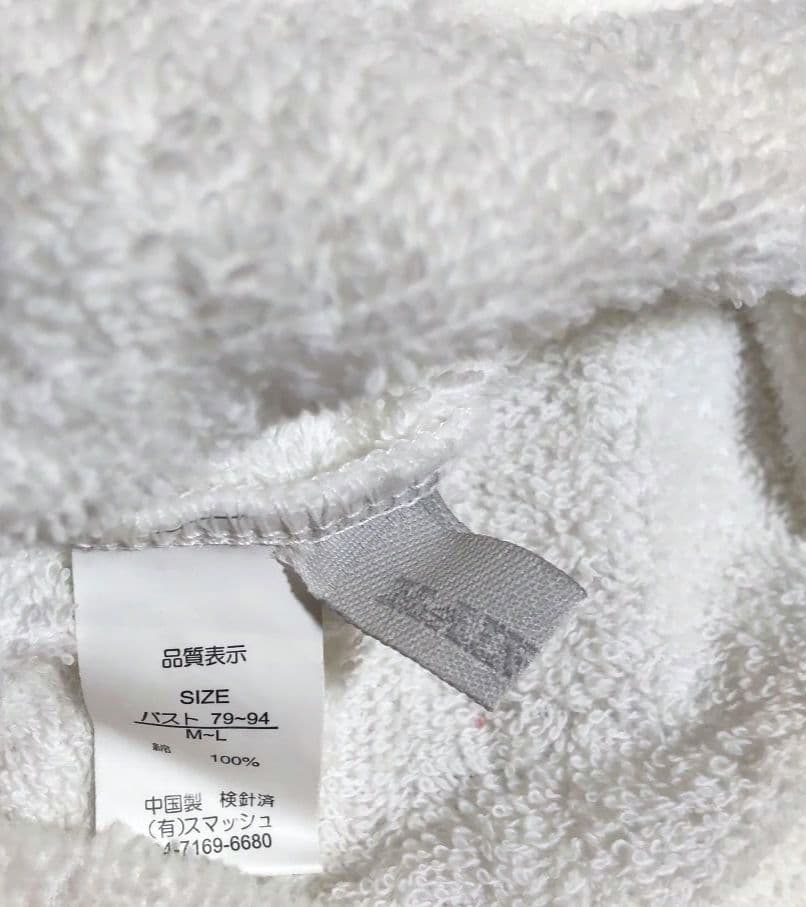 品質表示
SIZE
バスト 79~94
M~L
綿 100%
中国製 検針済
(有)スマッシュ
4-7169-6680